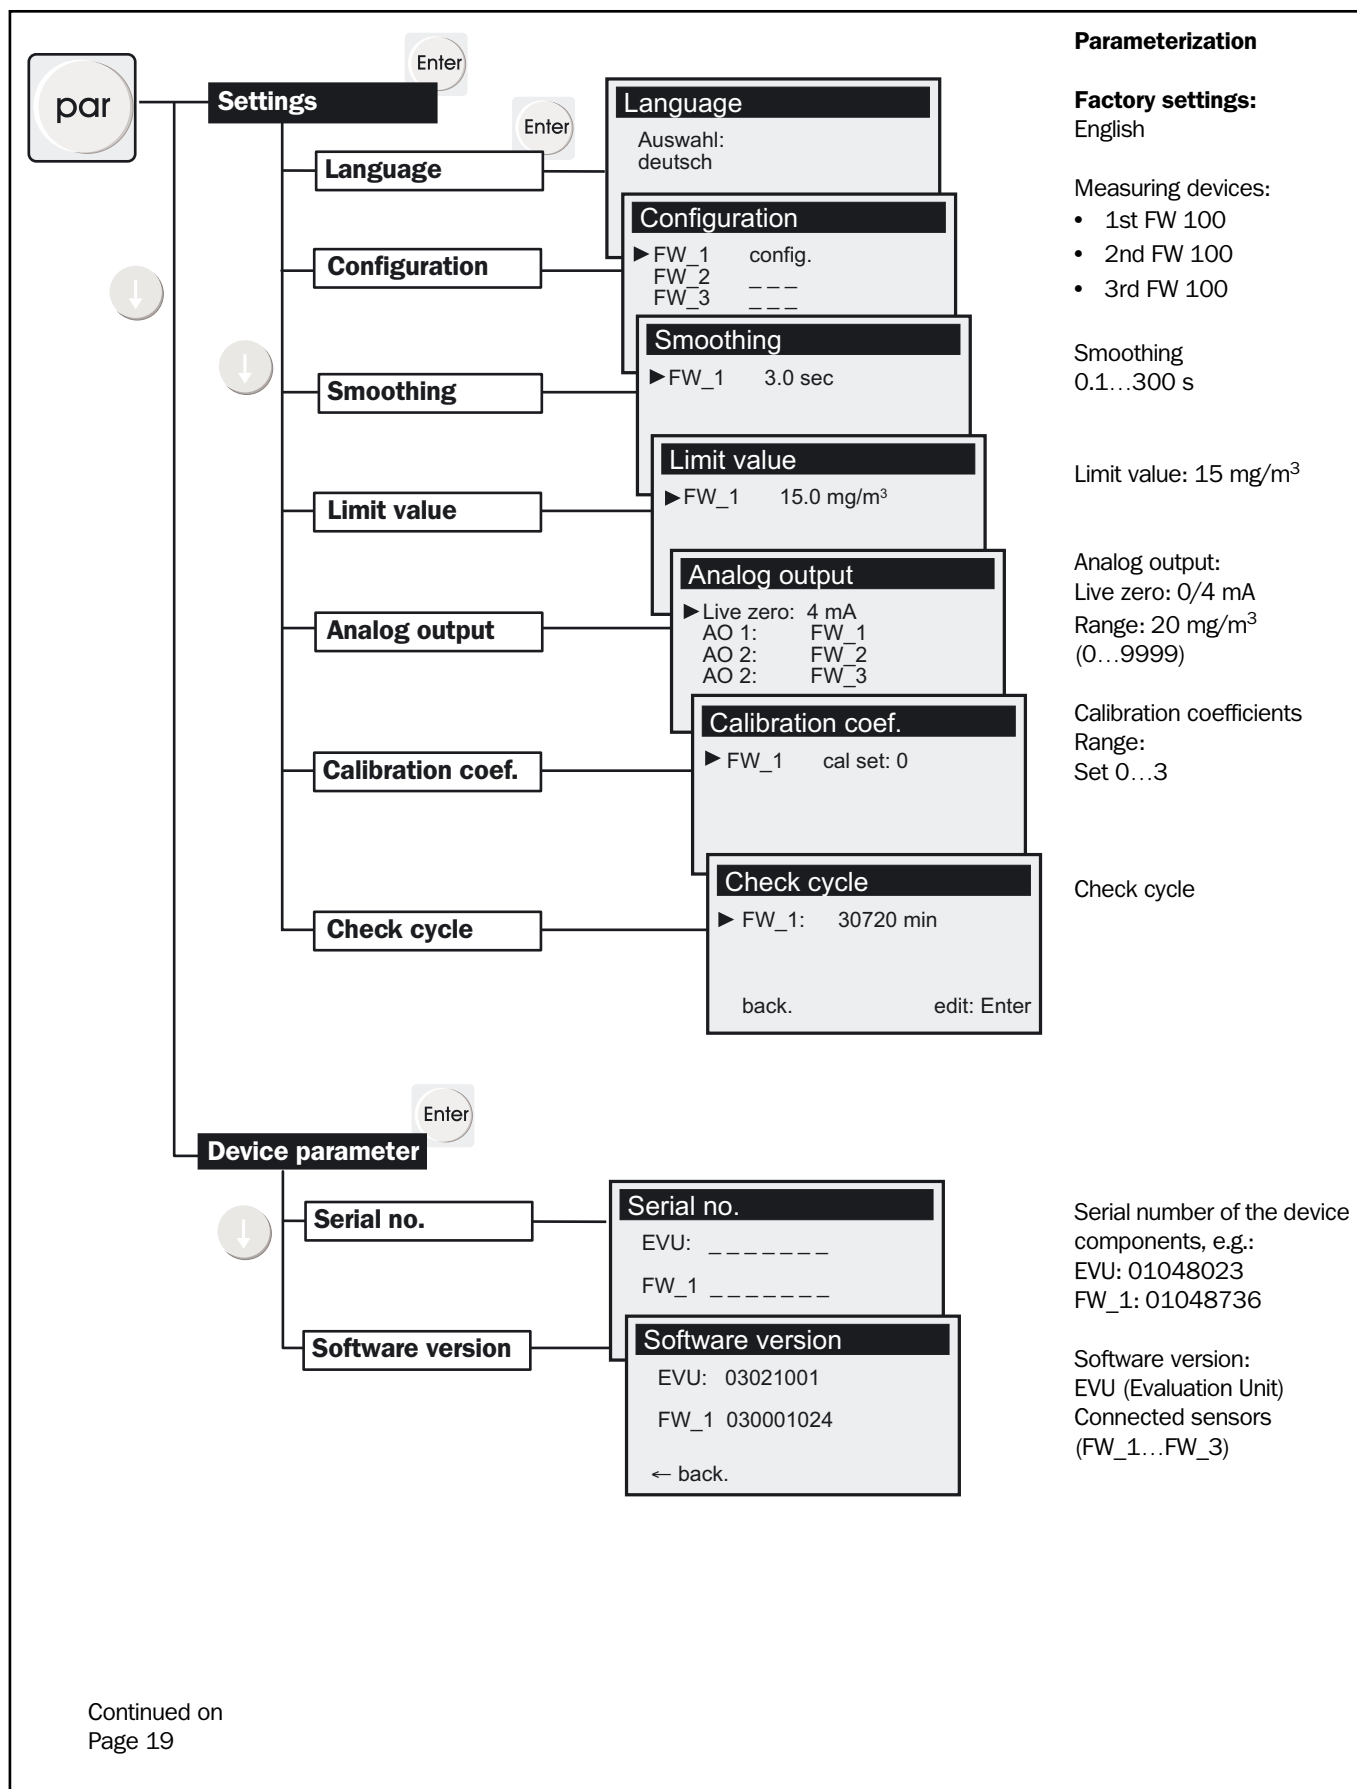 par
Enter
Settings
Enter
Language
Configuration
Smoothing
Limit value
Analog output
Calibration coef.
Check cycle
Language
Auswahl:
deutsch
Configuration
►FW_1 config.
FW_2 _ _ _
FW_3 _ _ _
Smoothing
►FW_1 3.0 sec
Limit value
►FW_1 15.0 mg/m³
Analog output
►Live zero: 4 mA
AO 1: FW_1
AO 2: FW_2
AO 2: FW_3
Calibration coef.
► FW_1 cal set: 0
Check cycle
► FW_1: 30720 min
back. edit: Enter
Parameterization
Factory settings:
English
Measuring devices:
• 1st FW 100
• 2nd FW 100
• 3rd FW 100
Smoothing
0.1…300 s
Limit value: 15 mg/m³
Analog output:
Live zero: 0/4 mA
Range: 20 mg/m³
(0…9999)
Calibration coefficients
Range:
Set 0…3
Check cycle
Enter
Device parameter
Serial no.
Software version
Serial no.
EVU: _ _ _ _ _ _ _
FW_1 _ _ _ _ _ _ _
Software version
EVU: 03021001
FW_1 030001024
← back.
Serial number of the device
components, e.g.:
EVU: 01048023
FW_1: 01048736
Software version:
EVU (Evaluation Unit)
Connected sensors
(FW_1…FW_3)
Continued on
Page 19